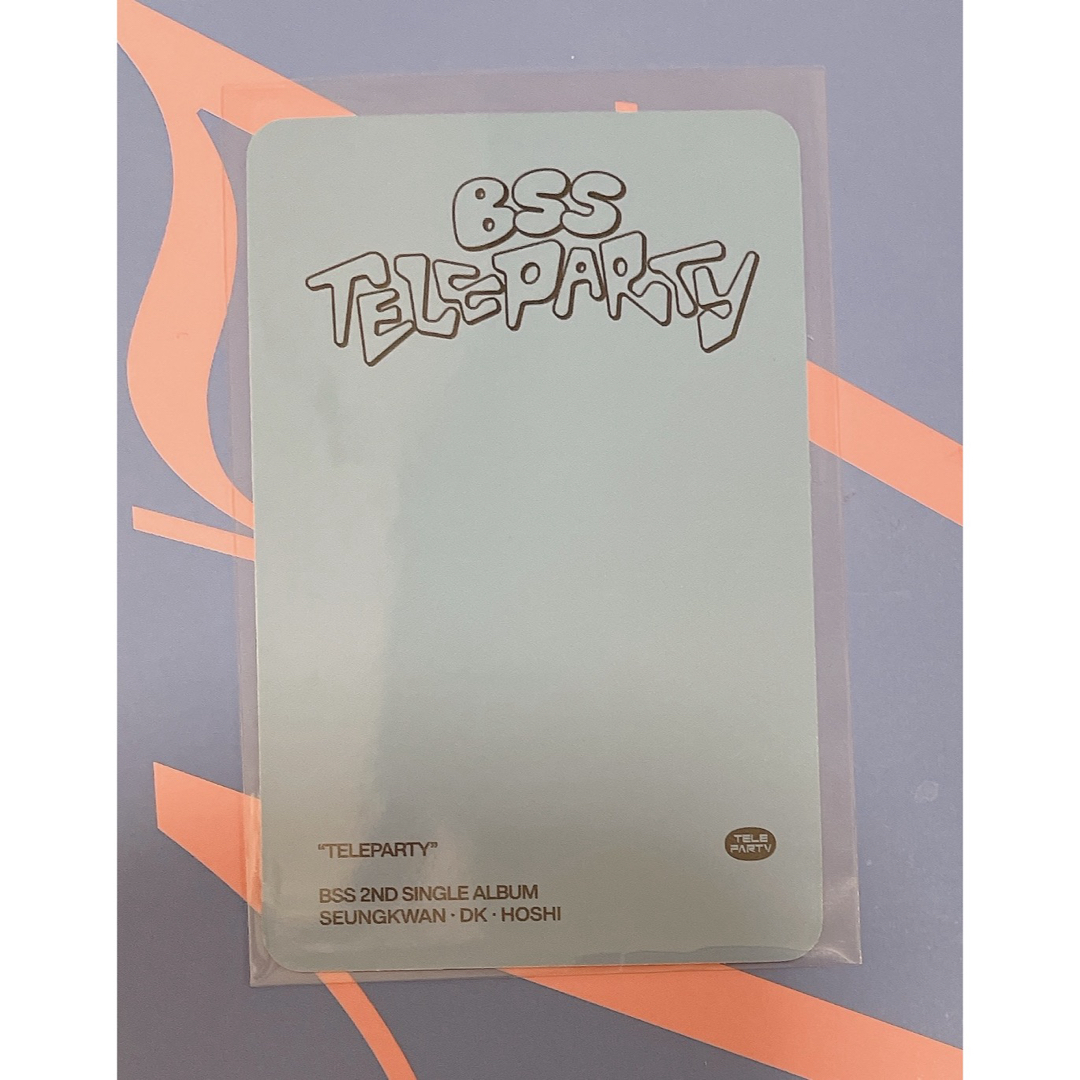 BSS
TELEPARTY
TELE
PARTY
“TELEPARTY”
BSS 2ND SINGLE ALBUM
SEUNGKWAN · DK · HOSHI